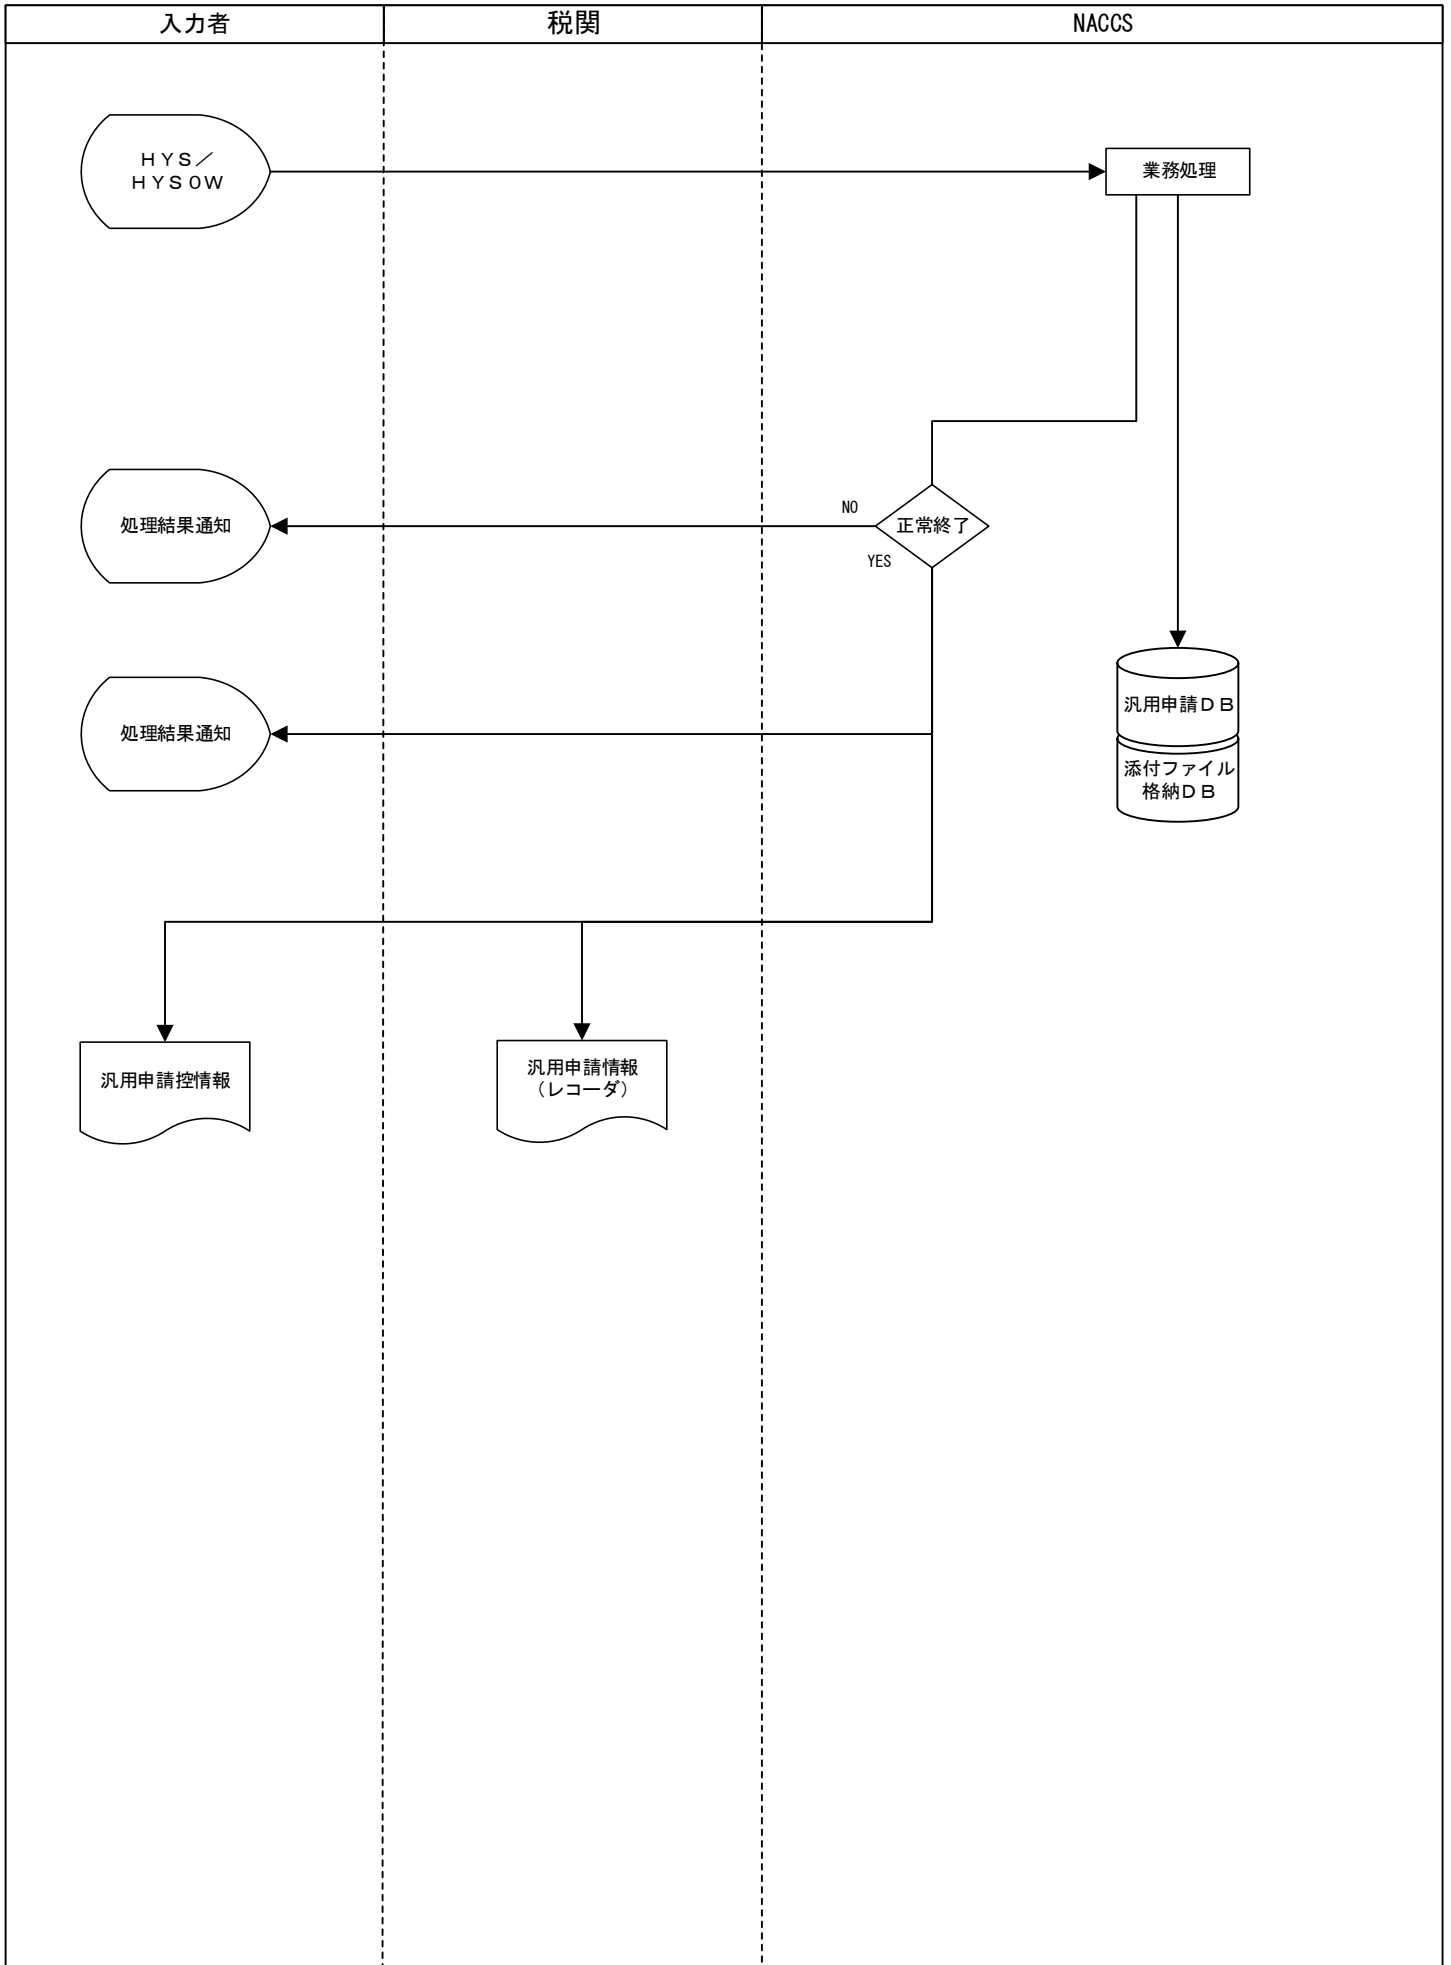 入力者
税関
NACCS
ＨＹＳ／
ＨＹＳ０Ｗ
業務処理
処理結果通知
NO
正常終了
YES
処理結果通知
汎用申請ＤＢ
添付ファイル
格納ＤＢ
汎用申請控情報
汎用申請情報
（レコーダ）